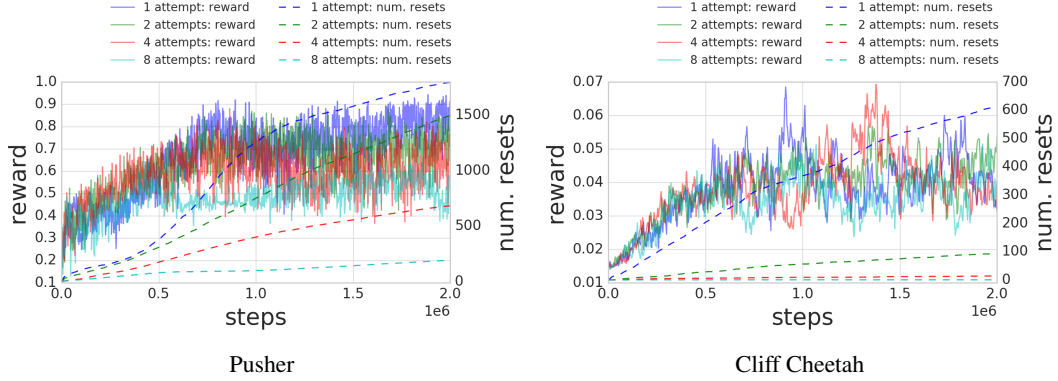 1 attempt: reward 1 attempt: num. resets
2 attempts: reward 2 attempts: num. resets
4 attempts: reward 4 attempts: num. resets
8 attempts: reward 8 attempts: num. resets
1.0
0.9
0.8
0.7
0.6
0.5
0.4
0.3
0.2
0.1
reward
1500
1000
500
0
num. resets
0.0 0.5 1.0 1.5 2.0
1e6
steps
Pusher
1 attempt: reward 1 attempt: num. resets
2 attempts: reward 2 attempts: num. resets
4 attempts: reward 4 attempts: num. resets
8 attempts: reward 8 attempts: num. resets
0.07
0.06
0.05
0.04
0.03
0.02
0.01
reward
700
600
500
400
300
200
100
0
num. resets
0.0 0.5 1.0 1.5 2.0
1e6
steps
Cliff Cheetah